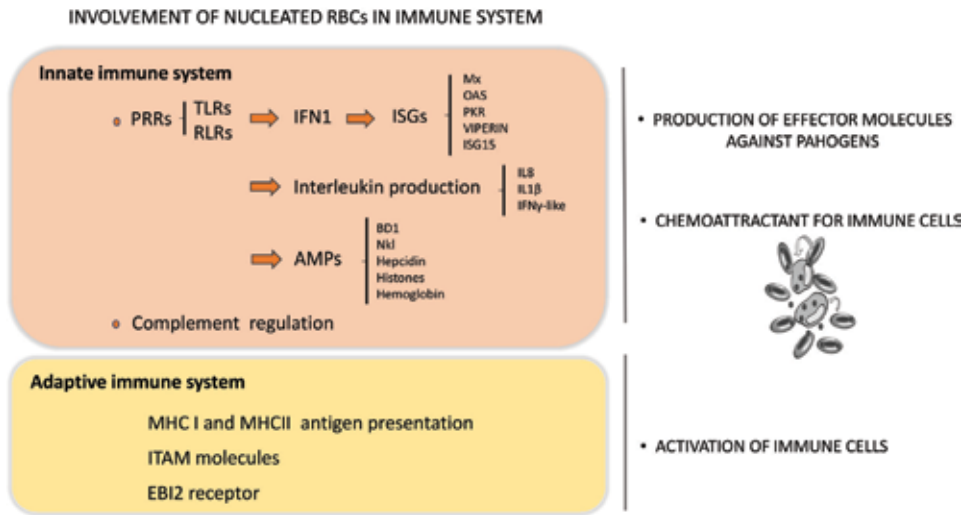 INVOLVEMENT OF NUCLEATED RBCs IN IMMUNE SYSTEM
Innate immune system
PRRs
TLRs
RLRs
IFN1
ISGs
Mx
OAS
PKR
VIPERIN
ISG15
Interleukin production
IL8
IL1β
IFNγ-like
AMPs
BD1
Nkl
Hepcidin
Histones
Hemoglobin
Complement regulation
• PRODUCTION OF EFFECTOR MOLECULES
AGAINST PAHOGENS
• CHEMOATTRACTANT FOR IMMUNE CELLS
Adaptive immune system
MHC I and MHCII antigen presentation
ITAM molecules
EBI2 receptor
• ACTIVATION OF IMMUNE CELLS